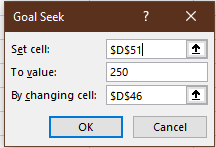 Goal Seek ? ×
Set cell: $D$51
To value: 250
By changing cell: $D$46
OK Cancel